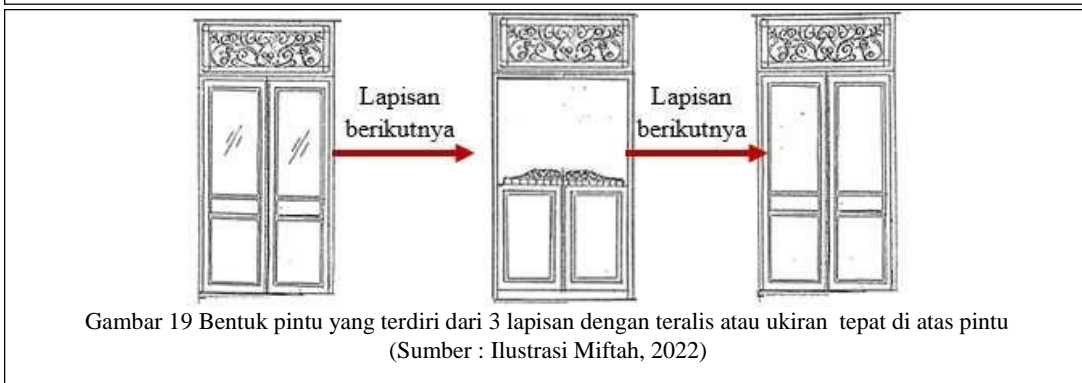 Lapisan
berikutnya
Lapisan
berikutnya
Gambar 19 Bentuk pintu yang terdiri dari 3 lapisan dengan teralis atau ukiran tepat di atas pintu
(Sumber : Ilustrasi Miftah, 2022)